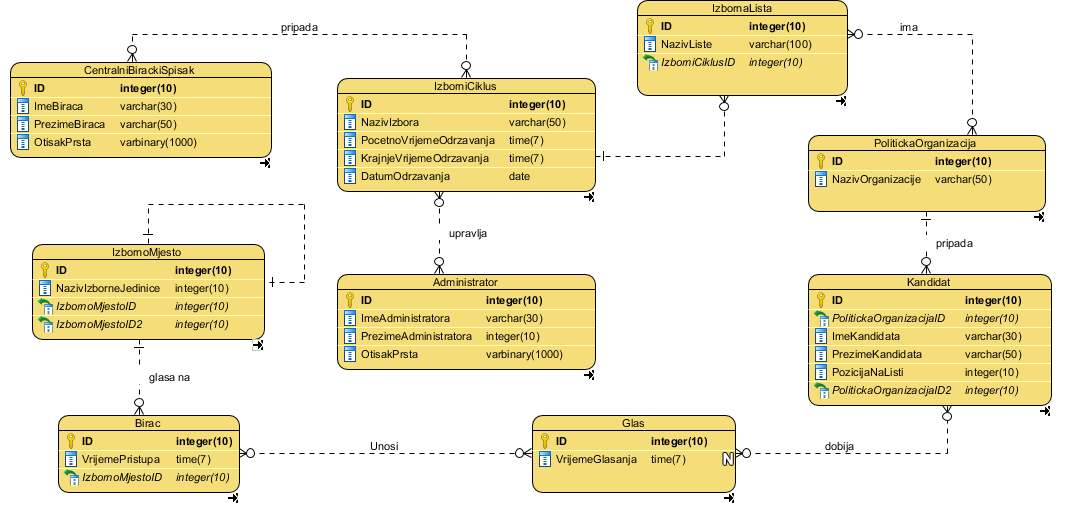 CentralniBirackiSpisak
ID integer(10)
ImeBiraca varchar(30)
PrezimeBiraca varchar(50)
OtisakPrsta varbinary(1000)
pripada
IzborniCiklus
ID integer(10)
NazivIzbora varchar(50)
PocetnoVrijemeOdrzavanja time(7)
KrajnjeVrijemeOdrzavanja time(7)
DatumOdrzavanja date
IzbornaLista
ID integer(10)
NazivListe varchar(100)
IzborniCiklusID integer(10)
ima
PolitickaOrganizacija
ID integer(10)
NazivOrganizacije varchar(50)
pripada
upravlja
IzbornoMjesto
ID integer(10)
NazivIzborneJedinice integer(10)
IzbornoMjestoID integer(10)
IzbornoMjestoID2 integer(10)
Administrator
ID integer(10)
ImeAdministratora varchar(30)
PrezimeAdministratora integer(10)
OtisakPrsta varbinary(1000)
Kandidat
ID integer(10)
PolitickaOrganizacijaID integer(10)
ImeKandidata varchar(30)
PrezimeKandidata varchar(50)
PozicijaNaListi integer(10)
PolitickaOrganizacijaID2 integer(10)
glasa na
Birac
ID integer(10)
VrijemePristupa time(7)
IzbornoMjestoID integer(10)
Unosi
Glas
ID integer(10)
VrijemeGlasanja time(7) N
dobija